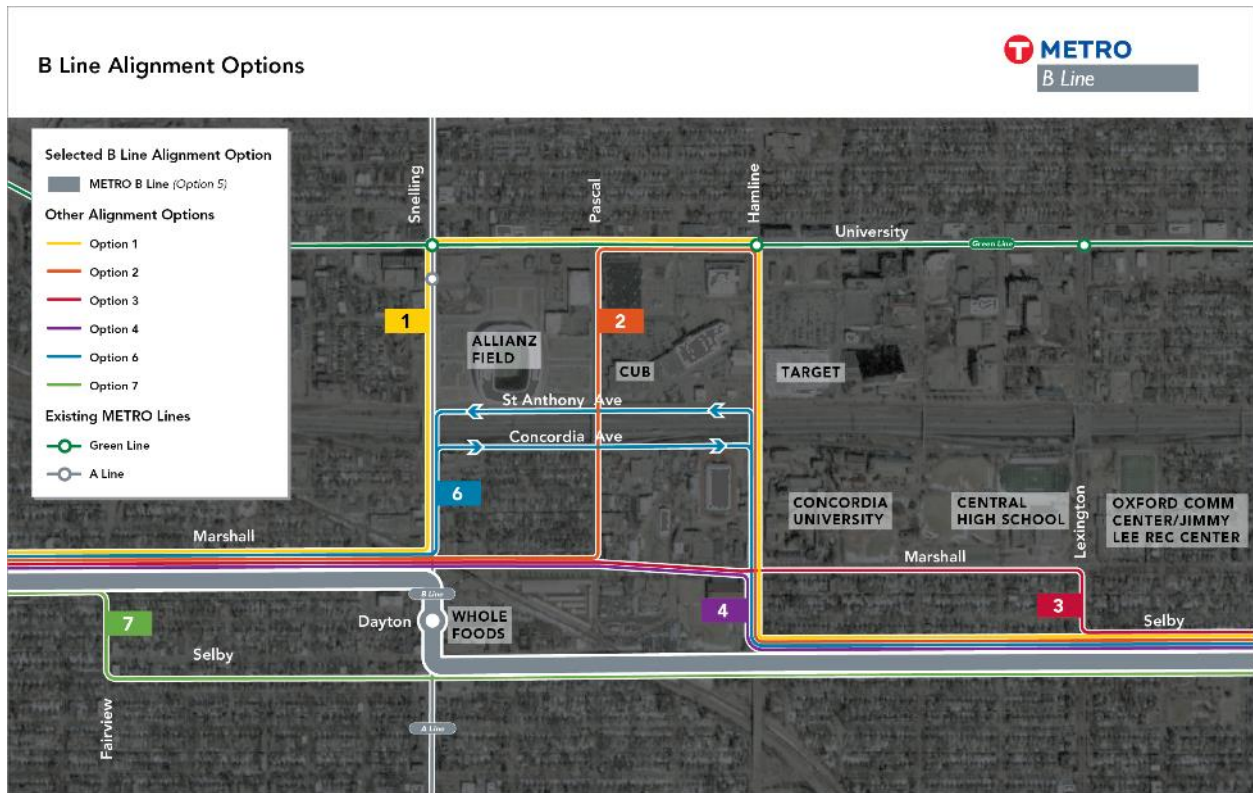 B Line Alignment Options
T METRO
B Line
Selected B Line Alignment Option
METRO B Line (Option 5)
Other Alignment Options
Option 1
Option 2
Option 3
Option 4
Option 6
Option 7
Existing METRO Lines
Green Line
A Line
Snelling
Pascal
Hamline
University
Green Line
1
2
ALLIANZ
FIELD
CUB
TARGET
St Anthony Ave
Concordia Ave
6
CONCORDIA
UNIVERSITY
CENTRAL
HIGH SCHOOL
Lexington
OXFORD COMM
CENTER/JIMMY
LEE REC CENTER
Marshall
Marshall
B Line
7
Dayton
WHOLE
FOODS
4
3
Selby
Selby
Fairview
A Line